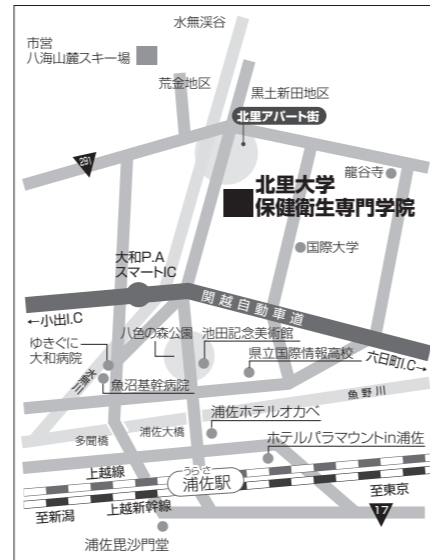 水無渓谷
市営
八海山麓スキー場
荒金地区
黒土新田地区
北里アパート街
291
龍谷寺
北里大学
保健衛生専門学院
国際大学
大和P.A
スマートIC
関越自動車道
←小出I.C
八色の森公園
池田記念美術館
ゆきぐに
大和病院
県立国際情報高校
六日町I.C→
水無川
魚沼基幹病院
魚野川
浦佐ホテルオカベ
多聞橋
浦佐大橋
ホテルパラマウントin浦佐
上越線
うらさ
浦佐駅
至東京
至新潟
上越新幹線
17
浦佐毘沙門堂